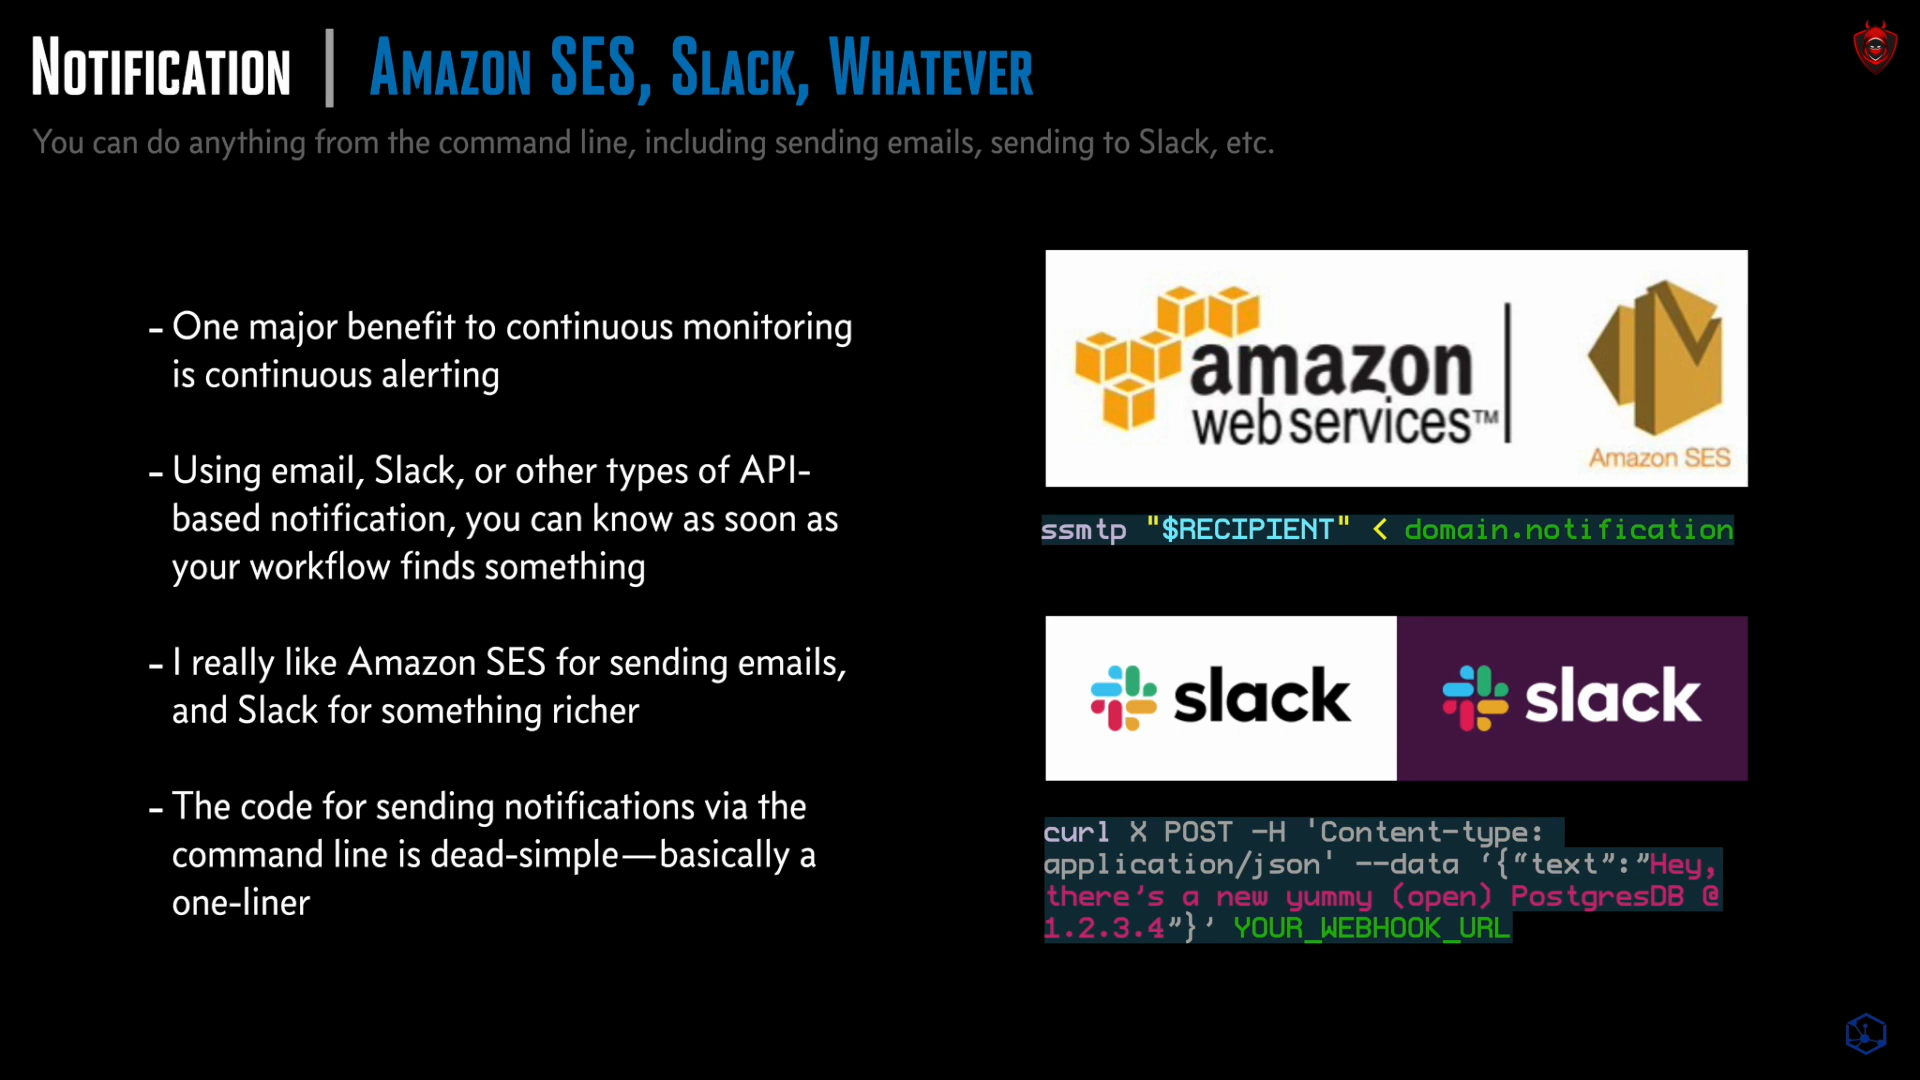 NOTIFICATION | AMAZON SES, SLACK, WHATEVER
You can do anything from the command line, including sending emails, sending to Slack, etc.
- One major benefit to continuous monitoring
is continuous alerting
- Using email, Slack, or other types of API-
based notification, you can know as soon as
your workflow finds something
- I really like Amazon SES for sending emails,
and Slack for something richer
- The code for sending notifications via the
command line is dead-simple—basically a
one-liner
amazon
web services™
Amazon SES
ssmtp "$RECIPIENT" < domain.notification
slack
slack
curl X POST -H 'Content-type:
application/json' --data ‘{“text”:”Hey,
there’s a new yummy (open) PostgresDB @
1.2.3.4”}’ YOUR_WEBHOOK_URL